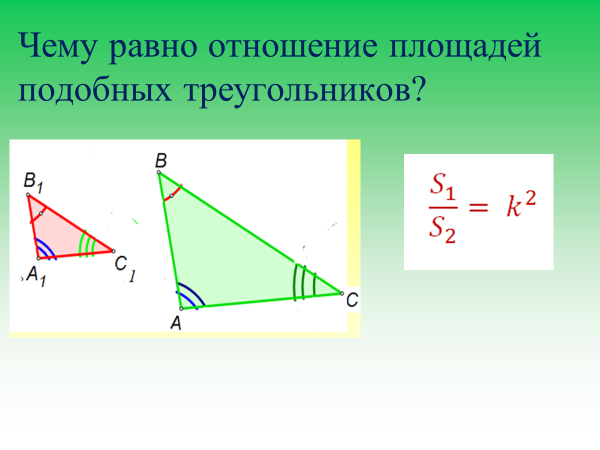 Чему равно отношение площадей
подобных треугольников?
B
B₁
C₁
A₁
C
A
S₁/S₂ = k²